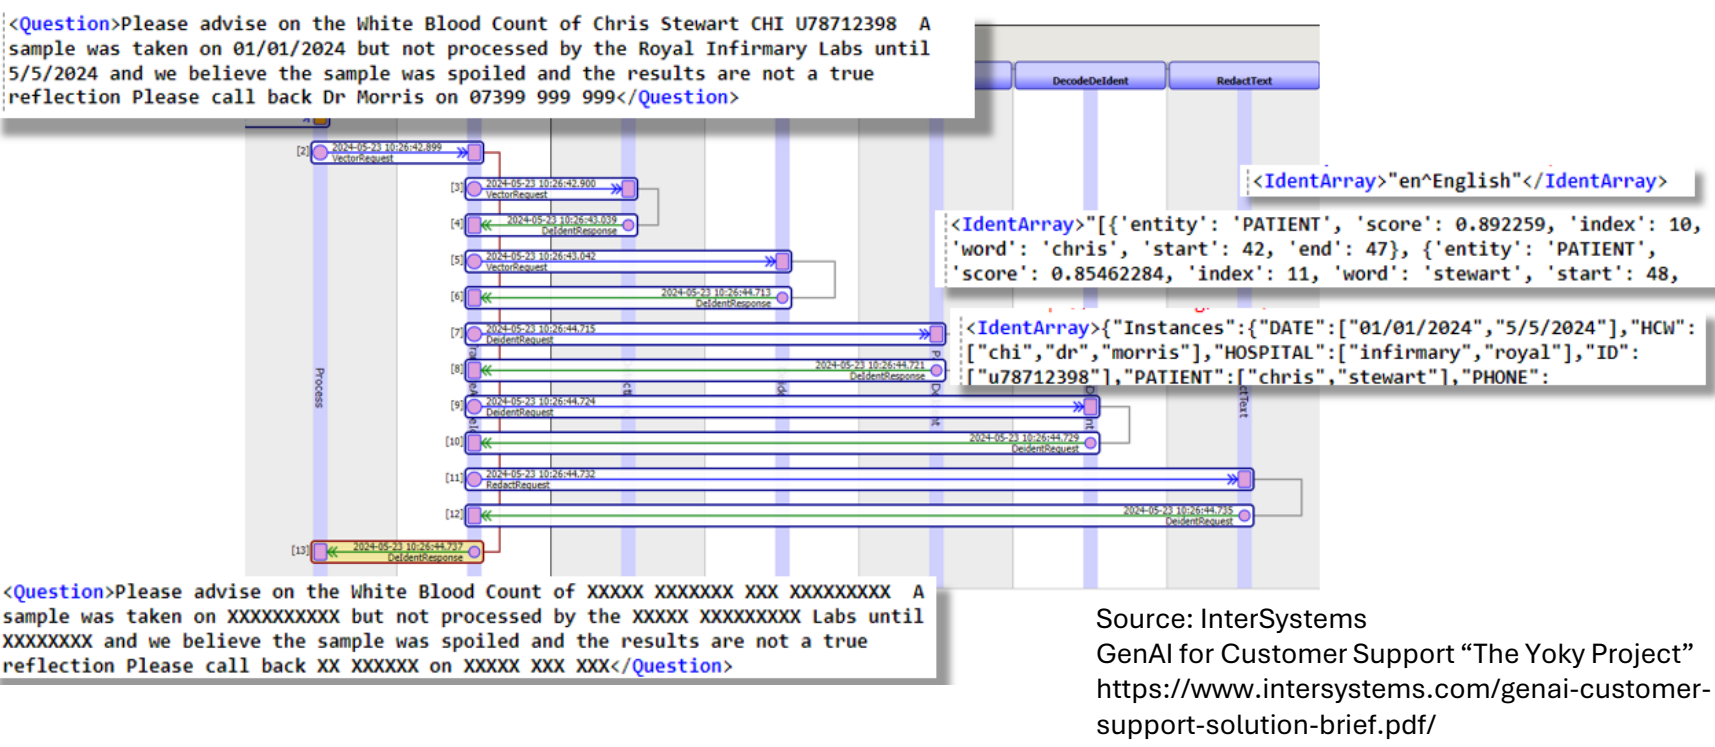 <Question>Please advise on the White Blood Count of Chris Stewart CHI U78712398  A
sample was taken on 01/01/2024 but not processed by the Royal Infirmary Labs until
5/5/2024 and we believe the sample was spoiled and the results are not a true
reflection Please call back Dr Morris on 07399 999 999</Question>
DecodeDeIdent
RedactText
[2]
2024-05-23 10:26:42.899
VectorRequest
[3]
2024-05-23 10:26:42.900
VectorRequest
[4]
2024-05-23 10:26:43.039
DeIdentResponse
[5]
2024-05-23 10:26:43.042
VectorRequest
[6]
2024-05-23 10:26:44.713
DeIdentResponse
[7]
2024-05-23 10:26:44.715
DeidentRequest
[8]
2024-05-23 10:26:44.721
DeIdentResponse
[9]
2024-05-23 10:26:44.724
DeidentRequest
[10]
2024-05-23 10:26:44.729
DeidentRequest
[11]
2024-05-23 10:26:44.732
RedactRequest
[12]
2024-05-23 10:26:44.735
DeidentRequest
[13]
2024-05-23 10:26:44.737
DeIdentResponse
Process
<IdentArray>"en^English"</IdentArray>
<IdentArray>"[{'entity': 'PATIENT', 'score': 0.892259, 'index': 10,
'word': 'chris', 'start': 42, 'end': 47}, {'entity': 'PATIENT',
'score': 0.85462284, 'index': 11, 'word': 'stewart', 'start': 48,
<IdentArray>{"Instances":{"DATE":["01/01/2024","5/5/2024"],"HCW":
["chi","dr","morris"],"HOSPITAL":["infirmary","royal"],"ID":
["u78712398"],"PATIENT":["chris","stewart"],"PHONE":
<Question>Please advise on the White Blood Count of XXXXX XXXXXXX XXX XXXXXXXXX  A
sample was taken on XXXXXXXXXX but not processed by the XXXXX XXXXXXXXX Labs until
XXXXXXXX and we believe the sample was spoiled and the results are not a true
reflection Please call back XX XXXXXX on XXXXX XXX XXX</Question>
Source: InterSystems
GenAI for Customer Support “The Yoky Project”
https://www.intersystems.com/genai-customer-
support-solution-brief.pdf/